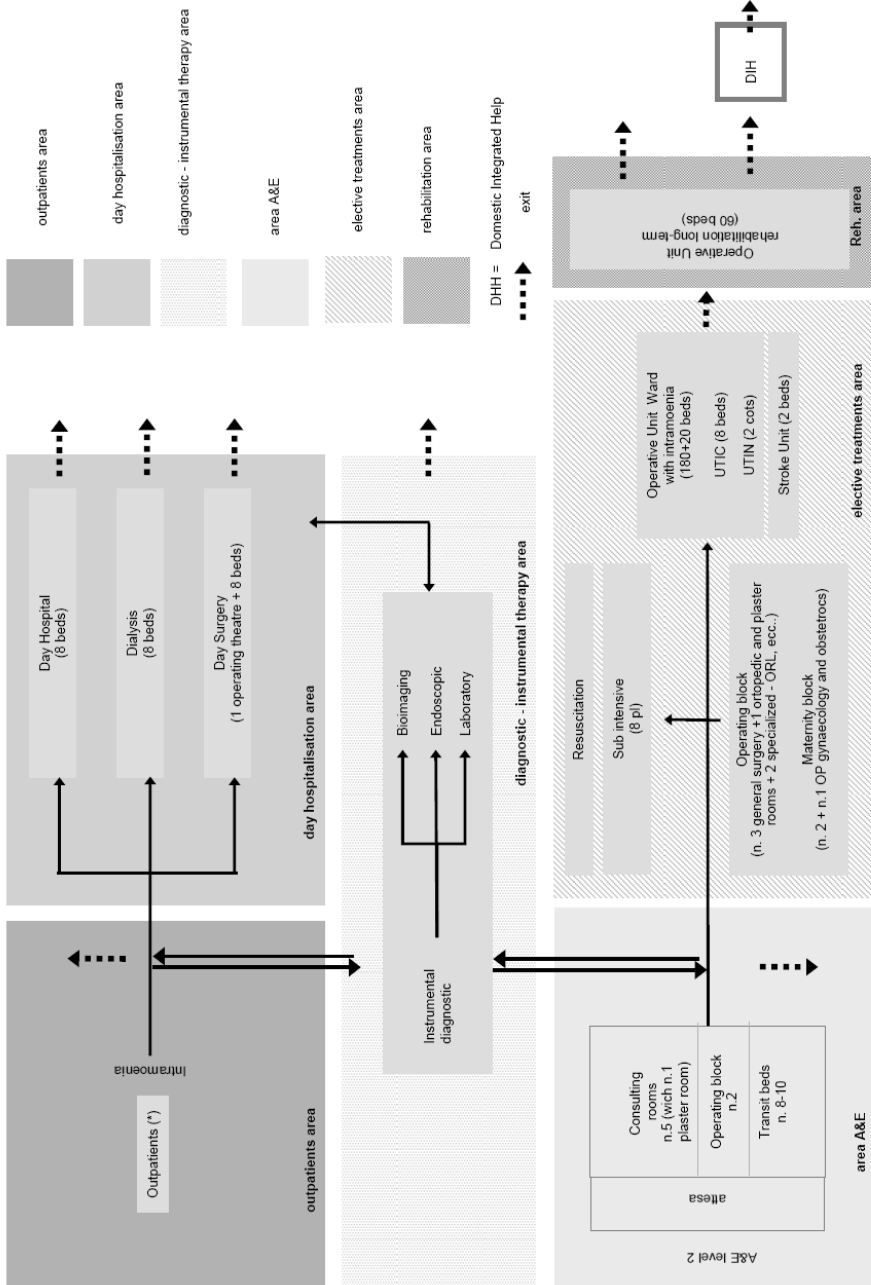 outpatients area
day hospitalisation area
diagnostic - instrumental therapy area
area A&E
elective treatments area
rehabilitation area
DHH = Domestic Integrated Help
exit
Outpatients (*)
Intramoenia
outpatients area
Day Hospital
(8 beds)
Dialysis
(8 beds)
Day Surgery
(1 operating theatre + 8 beds)
day hospitalisation area
Instrumental
diagnostic
Bioimaging
Endoscopic
Laboratory
diagnostic - instrumental therapy area
A&E level 2
attesa
Consulting
rooms
n.5 (wich n.1
plaster room)
Operating block
n.2
Transit beds
n. 8-10
area A&E
Resuscitation
Sub intensive
(8 pl)
Operating block
(n. 3 general surgery +1 ortopedic and plaster
rooms + 2 specialized - ORL, ecc..)
Maternity block
(n. 2 + n.1 OP gynaecology and obstetrocs)
Operative Unit Ward
with intramoenia
(180+20 beds)
UTIC (8 beds)
UTIN (2 cots)
Stroke Unit (2 beds)
elective treatments area
Operative Unit
rehabilitation long-term
(60 beds)
Reh. area
DIH